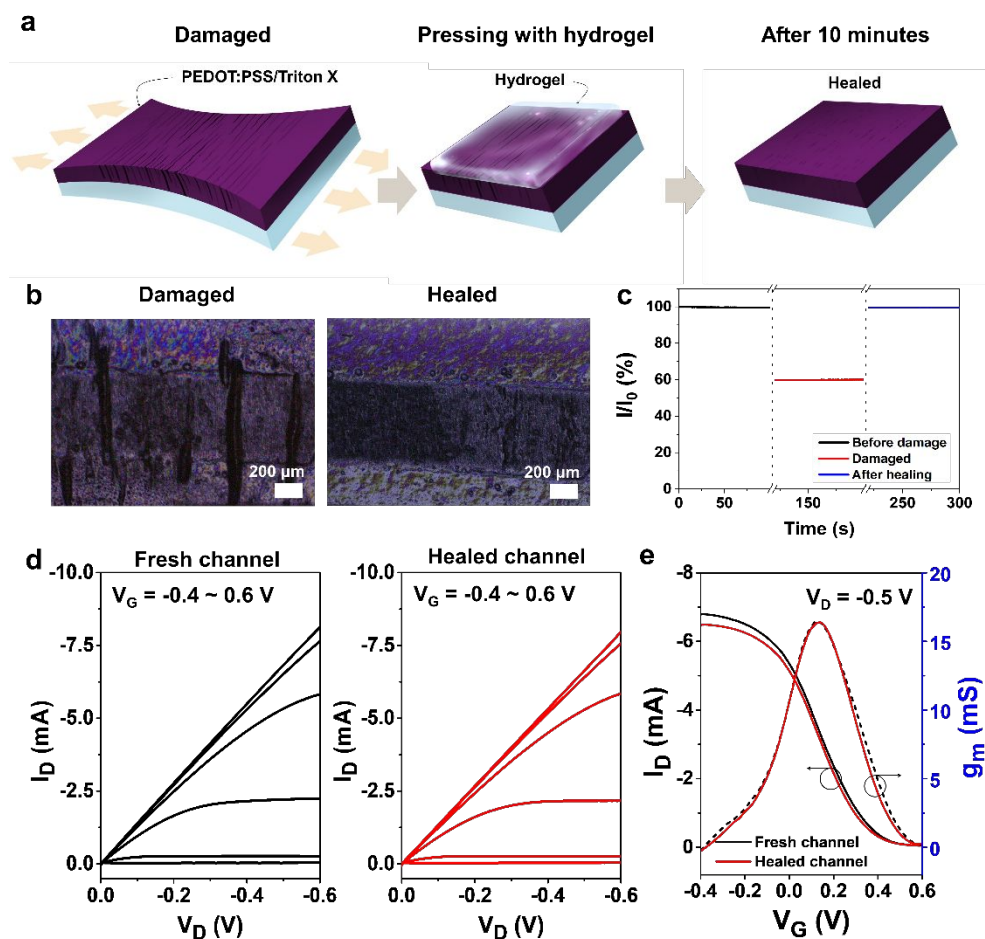 a
Damaged
Pressing with hydrogel
After 10 minutes
PEDOT:PSS/Triton X
Hydrogel
Healed
b
Damaged
Healed
200 μm
200 μm
c
I/I0 (%)
100
80
60
40
20
0
0
50
150
200
250
300
Time (s)
Before damage
Damaged
After healing
d
Fresh channel
VG = -0.4 ~ 0.6 V
ID (mA)
-10.0
-7.5
-5.0
-2.5
0.0
0.0
-0.2
-0.4
-0.6
VD (V)
Healed channel
VG = -0.4 ~ 0.6 V
ID (mA)
-10.0
-7.5
-5.0
-2.5
0.0
0.0
-0.2
-0.4
-0.6
VD (V)
e
VD = -0.5 V
ID (mA)
-8
-6
-4
-2
0
gm (mS)
20
15
10
5
0
Fresh channel
Healed channel
-0.4
-0.2
0.0
0.2
0.4
0.6
VG (V)